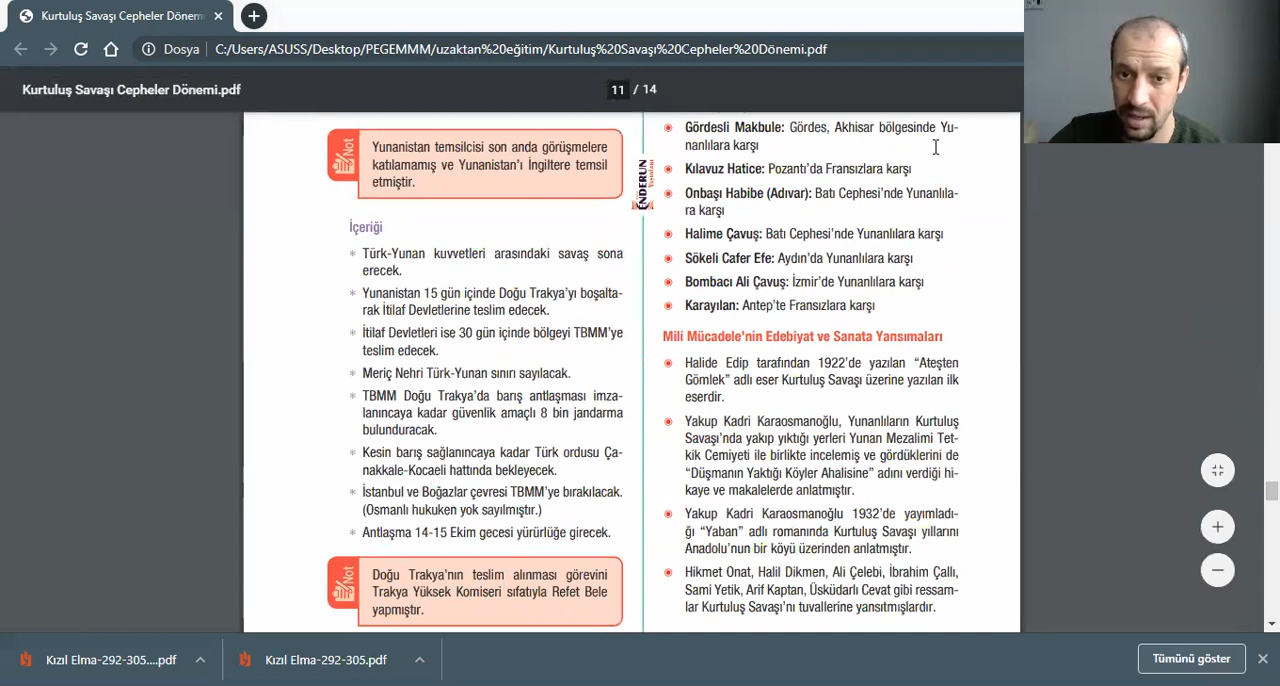 Kurtuluş Savaşı Cepheler Dönem
Dosya
C:/Users/ASUSS/Desktop/PEGEMMM/uzaktan%20eğitim/Kurtuluş%20Savaşı%20Cepheler%20Dönemi.pdf
Kurtuluş Savaşı Cepheler Dönemi.pdf
11 / 14
Not
Yunanistan temsilcisi son anda görüşmelere
katılamamış ve Yunanistan’ı İngiltere temsil
etmiştir.
İçeriği
* Türk-Yunan kuvvetleri arasındaki savaş sona
erecek.
* Yunanistan 15 gün içinde Doğu Trakya’yı boşalta-
rak İtilaf Devletlerine teslim edecek.
* İtilaf Devletleri ise 30 gün içinde bölgeyi TBMM’ye
teslim edecek.
* Meriç Nehri Türk-Yunan sınırı sayılacak.
* TBMM Doğu Trakya’da barış antlaşması imza-
lanıncaya kadar güvenlik amaçlı 8 bin jandarma
bulunduracak.
* Kesin barış sağlanıncaya kadar Türk ordusu Ça-
nakkale-Kocaeli hattında bekleyecek.
* İstanbul ve Boğazlar çevresi TBMM’ye bırakılacak.
(Osmanlı hukuken yok sayılmıştır.)
* Antlaşma 14-15 Ekim gecesi yürürlüğe girecek.
Not
Doğu Trakya’nın teslim alınması görevini
Trakya Yüksek Komiseri sıfatıyla Refet Bele
yapmıştır.
ENDERUN
Yayınları
Gördesli Makbule: Gördes, Akhisar bölgesinde Yu-
nanlılara karşı
Kılavuz Hatice: Pozantı’da Fransızlara karşı
Onbaşı Habibe (Adıvar): Batı Cephesi’nde Yunanlıla-
ra karşı
Halime Çavuş: Batı Cephesi’nde Yunanlılara karşı
Sökeli Cafer Efe: Aydın’da Yunanlılara karşı
Bombacı Ali Çavuş: İzmir’de Yunanlılara karşı
Karayılan: Antep’te Fransızlara karşı
Milî Mücadele’nin Edebiyat ve Sanata Yansımaları
Halide Edip tarafından 1922’de yazılan “Ateşten
Gömlek” adlı eser Kurtuluş Savaşı üzerine yazılan ilk
eserdir.
Yakup Kadri Karaosmanoğlu, Yunanlıların Kurtuluş
Savaşı’nda yakıp yıktığı yerleri Yunan Mezalimi Tet-
kik Cemiyeti ile birlikte incelemiş ve gördüklerini de
“Düşmanın Yaktığı Köyler Ahalisine” adını verdiği hi-
kaye ve makalelerde anlatmıştır.
Yakup Kadri Karaosmanoğlu 1932’de yayımladı-
ğı “Yaban” adlı romanında Kurtuluş Savaşı yıllarını
Anadolu’nun bir köyü üzerinden anlatmıştır.
Hikmet Onat, Halil Dikmen, Ali Çelebi, İbrahim Çallı,
Sami Yetik, Arif Kaptan, Üsküdarlı Cevat gibi ressam-
lar Kurtuluş Savaşı’nı tuvallerine yansıtmışlardır.
Kızıl Elma-292-305....pdf
Kızıl Elma-292-305.pdf
Tümünü göster